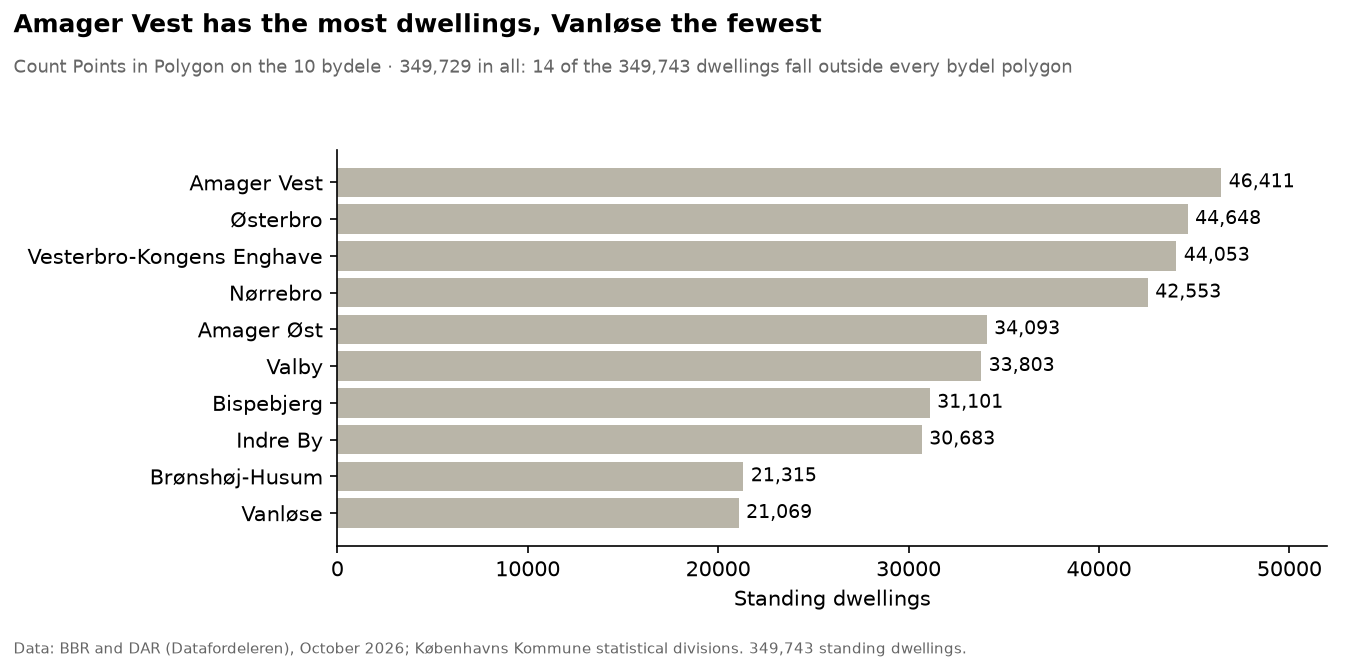 Amager Vest has the most dwellings, Vanløse the fewest
Count Points in Polygon on the 10 bydele · 349,729 in all: 14 of the 349,743 dwellings fall outside every bydel polygon
Amager Vest 46,411
Østerbro 44,648
Vesterbro-Kongens Enghave 44,053
Nørrebro 42,553
Amager Øst 34,093
Valby 33,803
Bispebjerg 31,101
Indre By 30,683
Brønshøj-Husum 21,315
Vanløse 21,069
0 10000 20000 30000 40000 50000
Standing dwellings
Data: BBR and DAR (Datafordeleren), October 2026; Københavns Kommune statistical divisions. 349,743 standing dwellings.